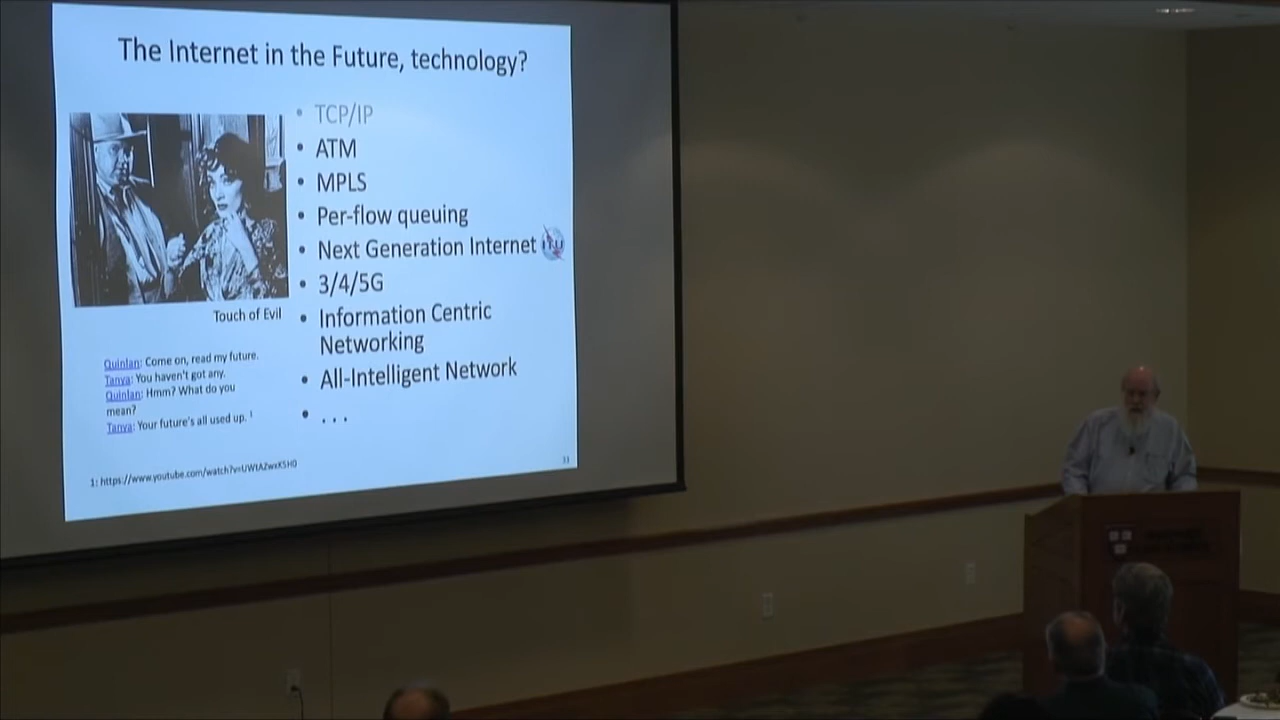 The Internet in the Future, technology?
• TCP/IP
• ATM
• MPLS
• Per-flow queuing
• Next Generation Internet
ITU
• 3/4/5G
• Information Centric
Networking
• All-Intelligent Network
• . . .
Touch of Evil
Quinlan: Come on, read my future.
Tanya: You haven't got any.
Quinlan: Hmm? What do you
mean?
Tanya: Your future's all used up. 1
1: https://www.youtube.com/watch?v=UWtAZwxK5H0